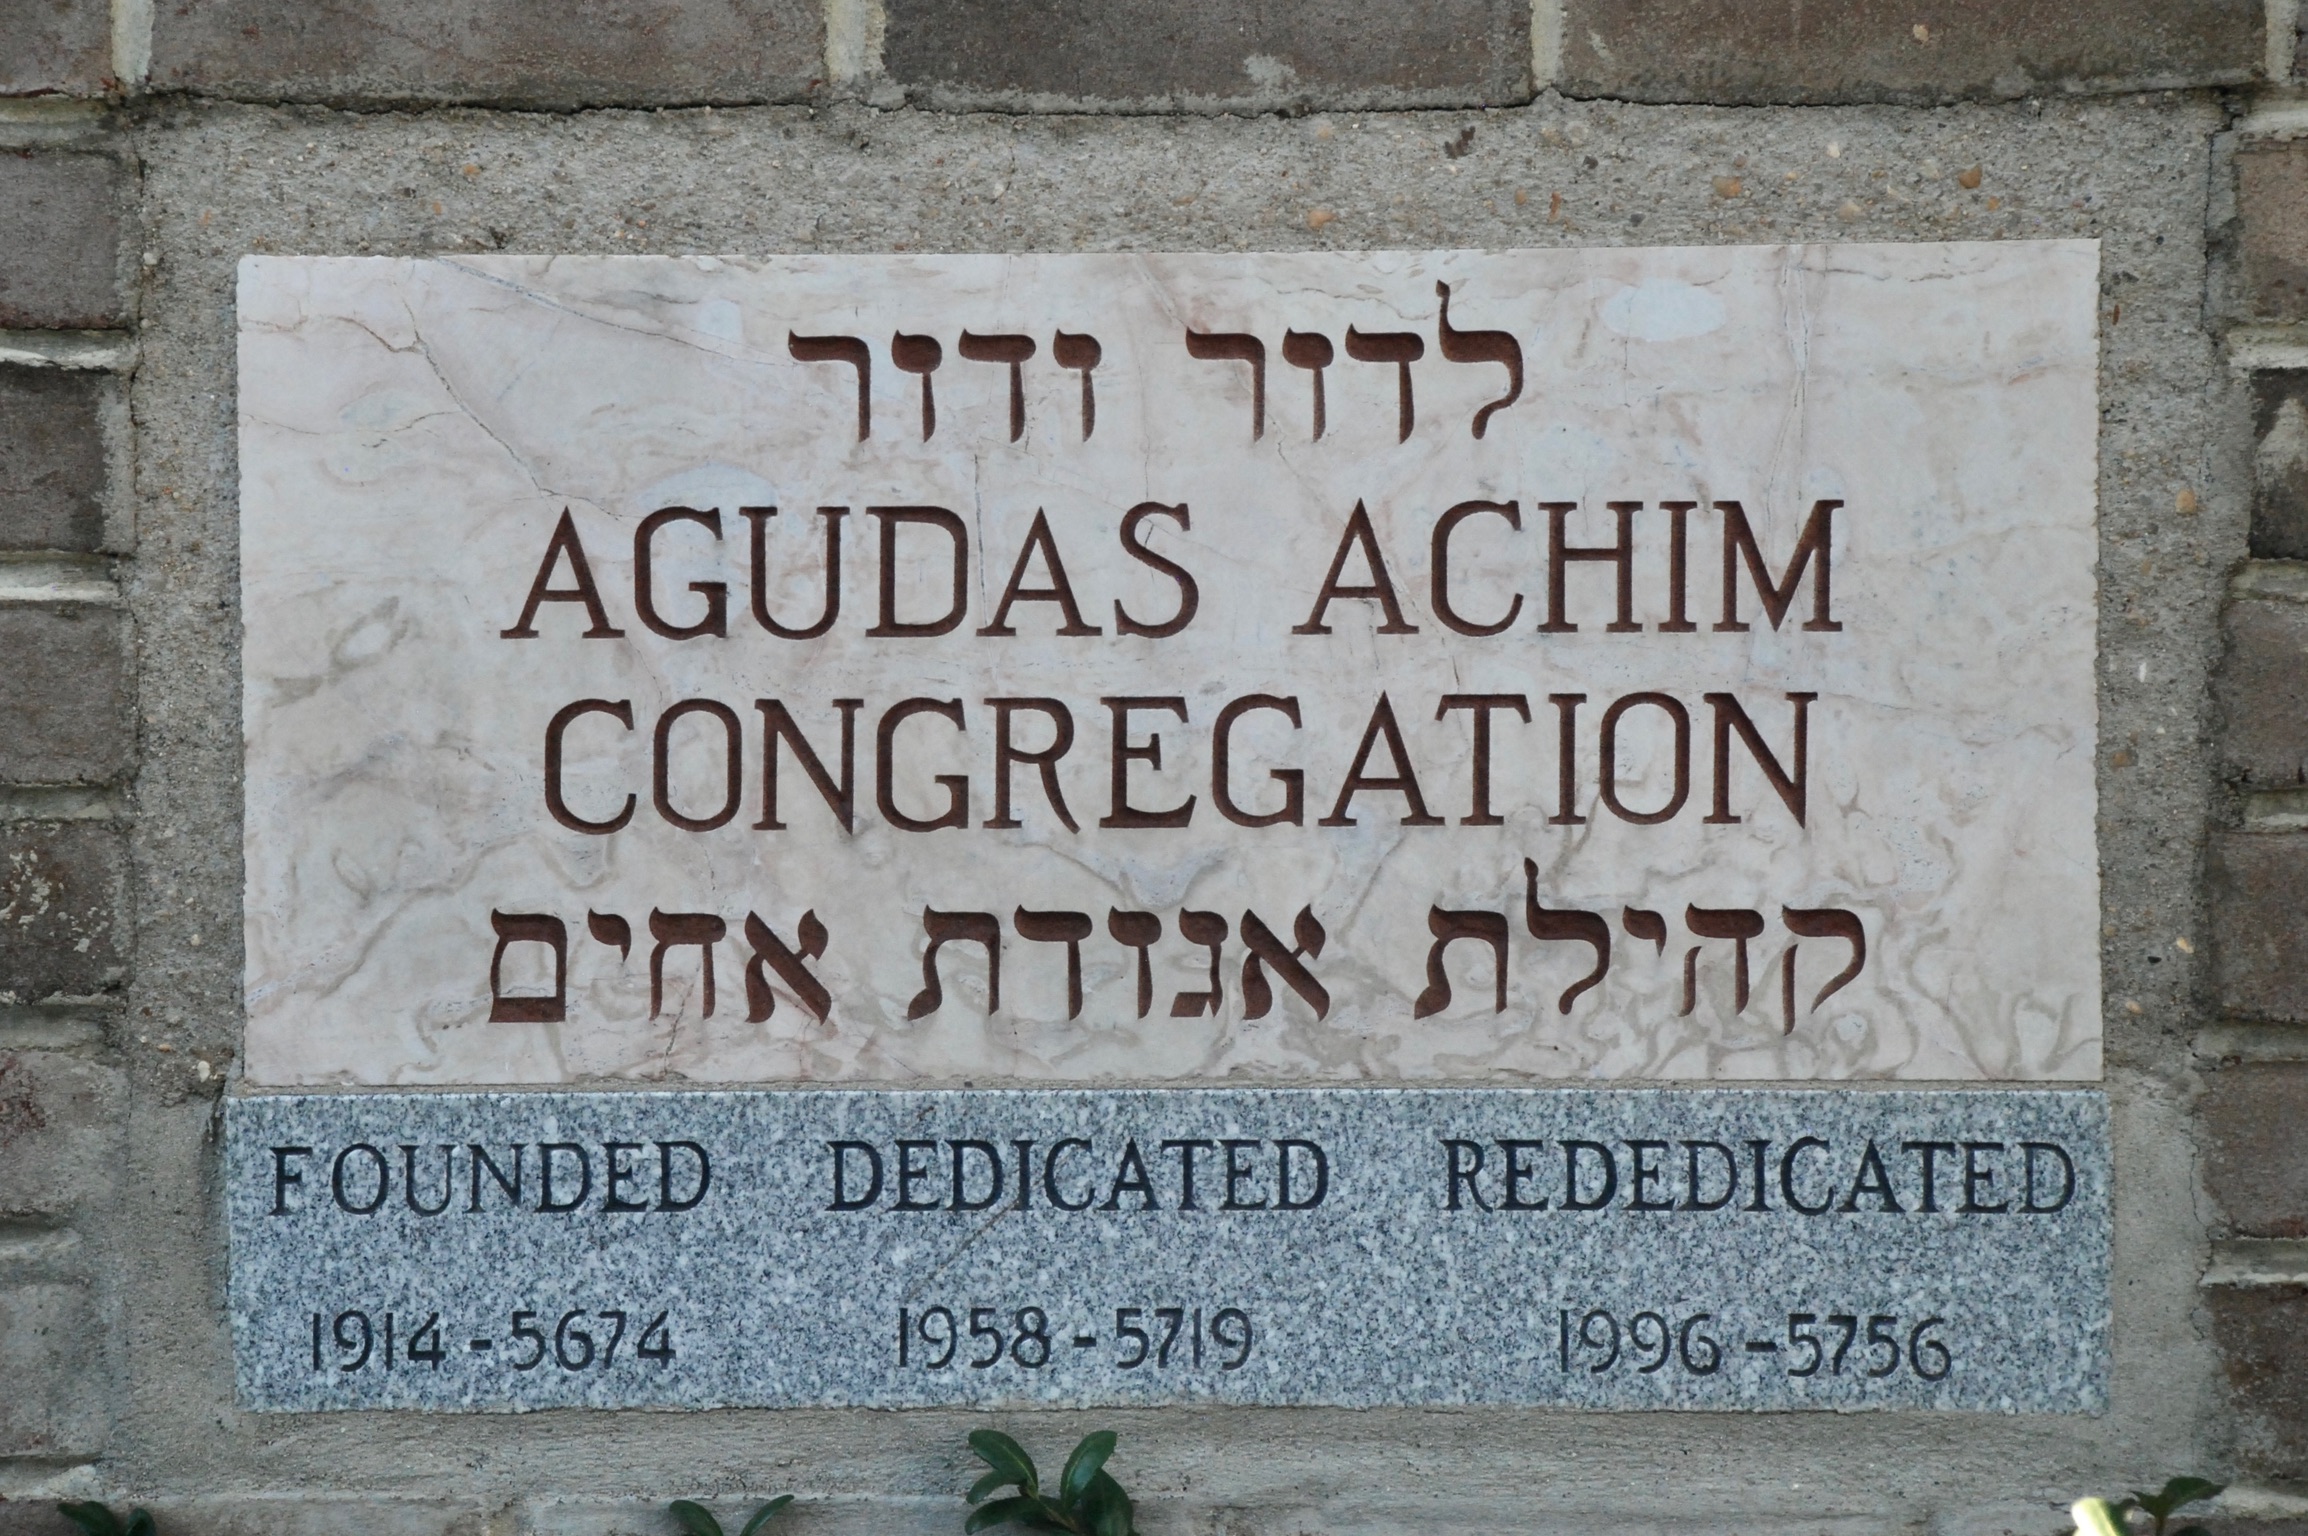 לדור ודור
AGUDAS ACHIM
CONGREGATION
קהילת אגודת אחים
FOUNDED DEDICATED REDEDICATED
1914-5674 1958-5719 1996-5756